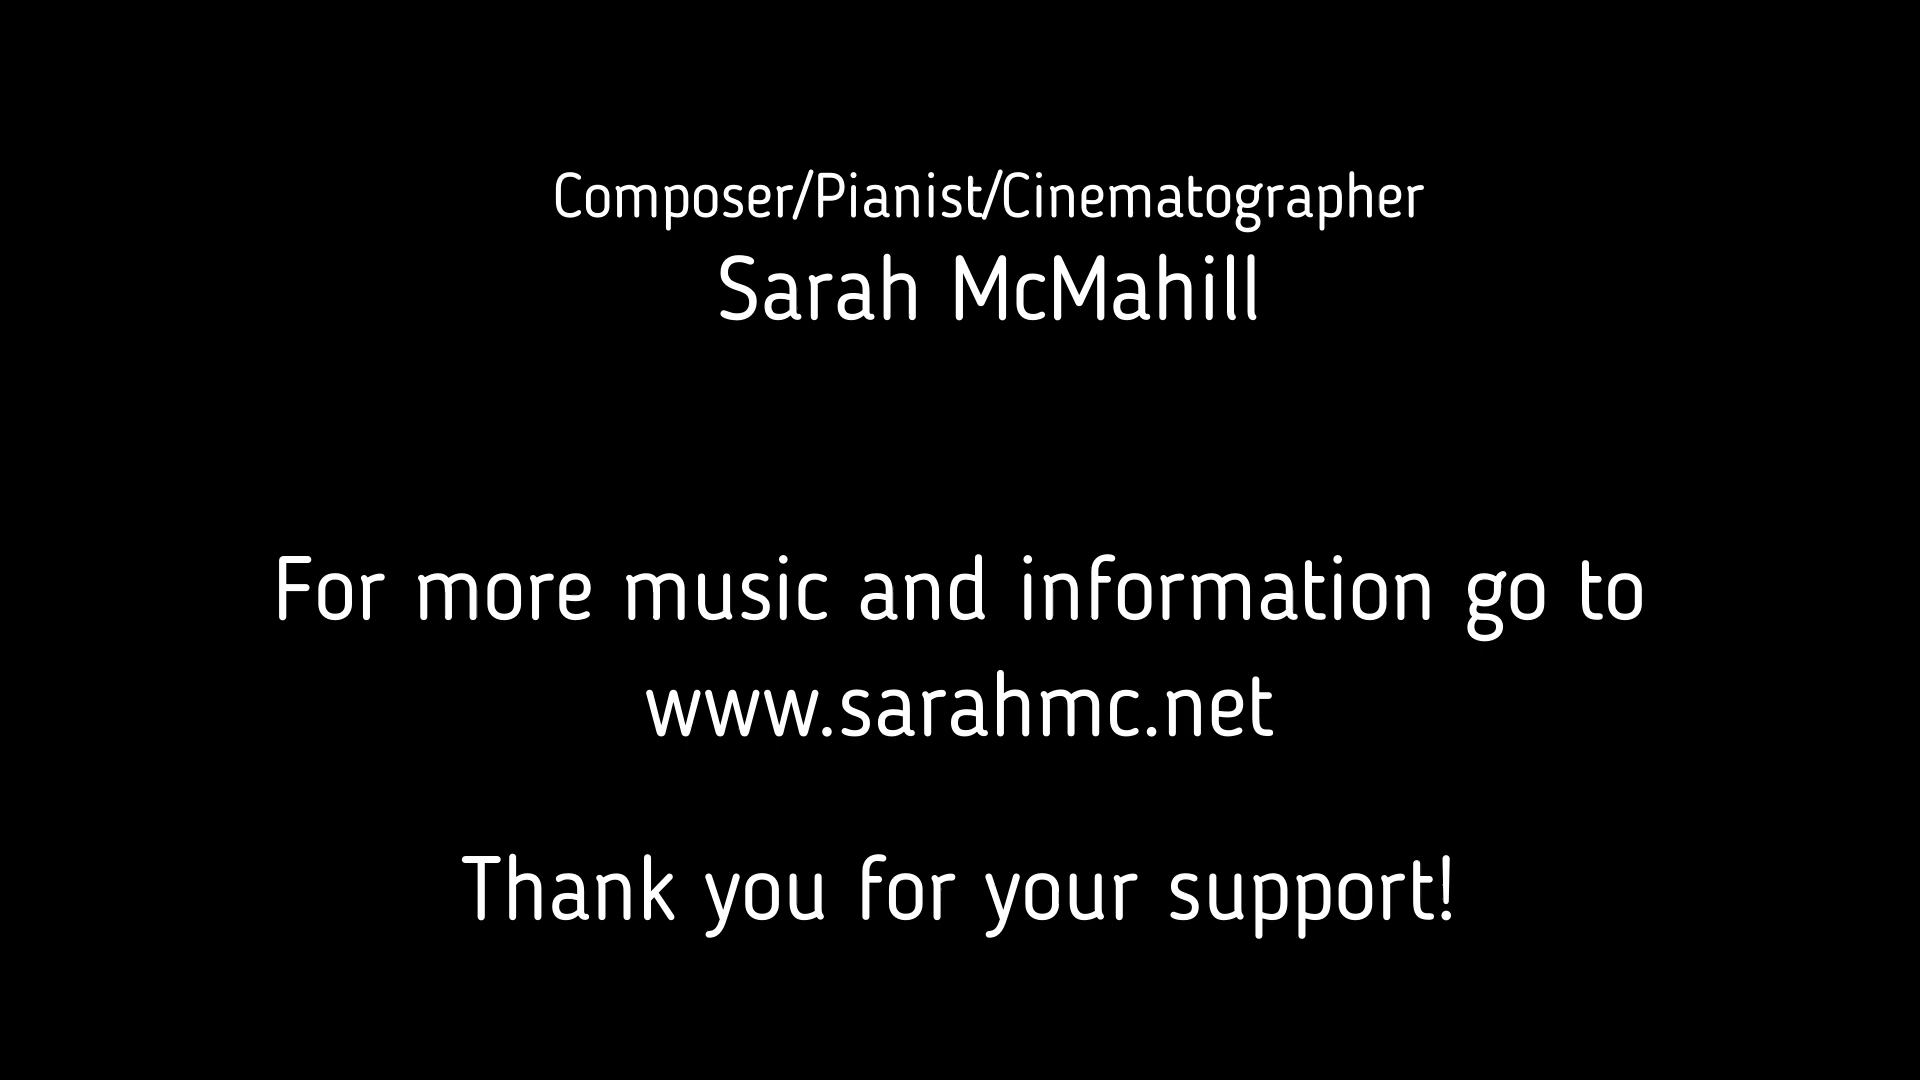 Composer/Pianist/Cinematographer
Sarah McMahill
For more music and information go to
www.sarahmc.net
Thank you for your support!